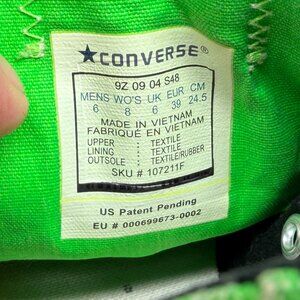 ★CONVERSE®
9Z 09 04 S48
MENS WO'S UK EUR CM
6 8 6 39 24.5
MADE IN VIETNAM
FABRIQUÉ EN VIETNAM
UPPER : TEXTILE
LINING : TEXTILE
OUTSOLE : TEXTILE/RUBBER
SKU # 107211F
US Patent Pending
EU # 000699673-0002